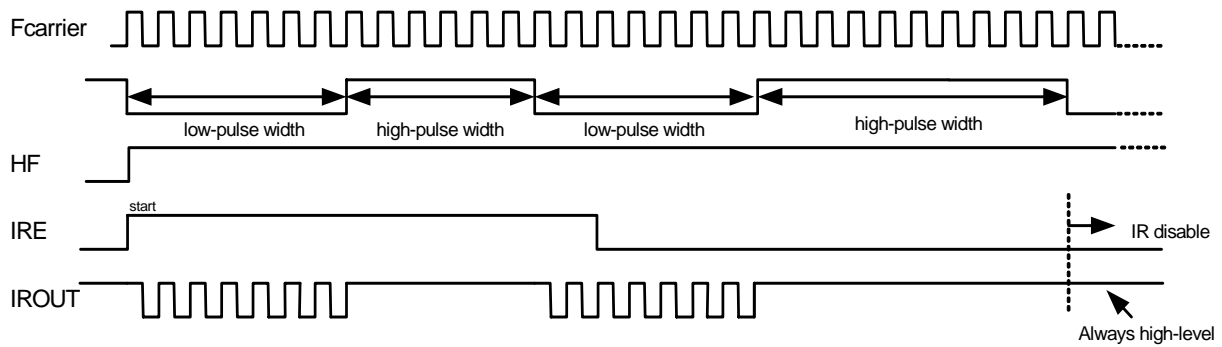 Fcarrier
low-pulse width
high-pulse width
low-pulse width
high-pulse width
HF
start
IRE
IR disable
IROUT
Always high-level